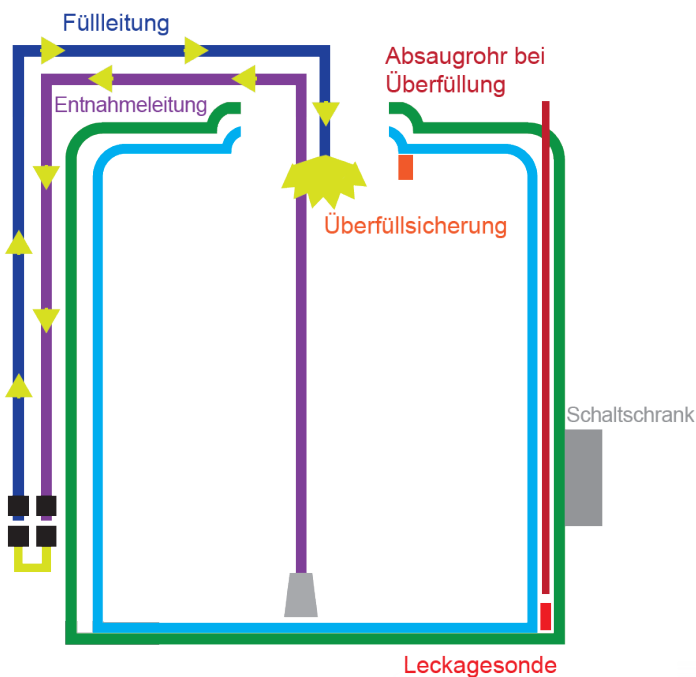 Füllleitung
Absaugrohr bei
Überfüllung
Entnahmeleitung
Überfüllsicherung
Schaltschrank
Leckagesonde